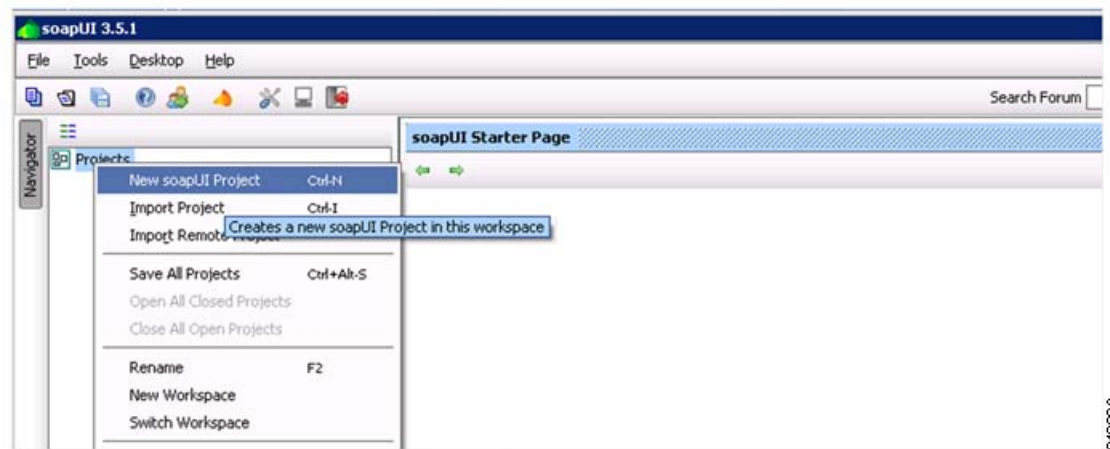 soapUI 3.5.1
File Tools Desktop Help
Search Forum
Navigator
Projects
soapUI Starter Page
New soapUI Project Ctrl-N
Import Project Ctrl-I
Creates a new soapUI Project in this workspace
Import Remote Project
Save All Projects Ctrl+Alt-S
Open All Closed Projects
Close All Open Projects
Rename F2
New Workspace
Switch Workspace